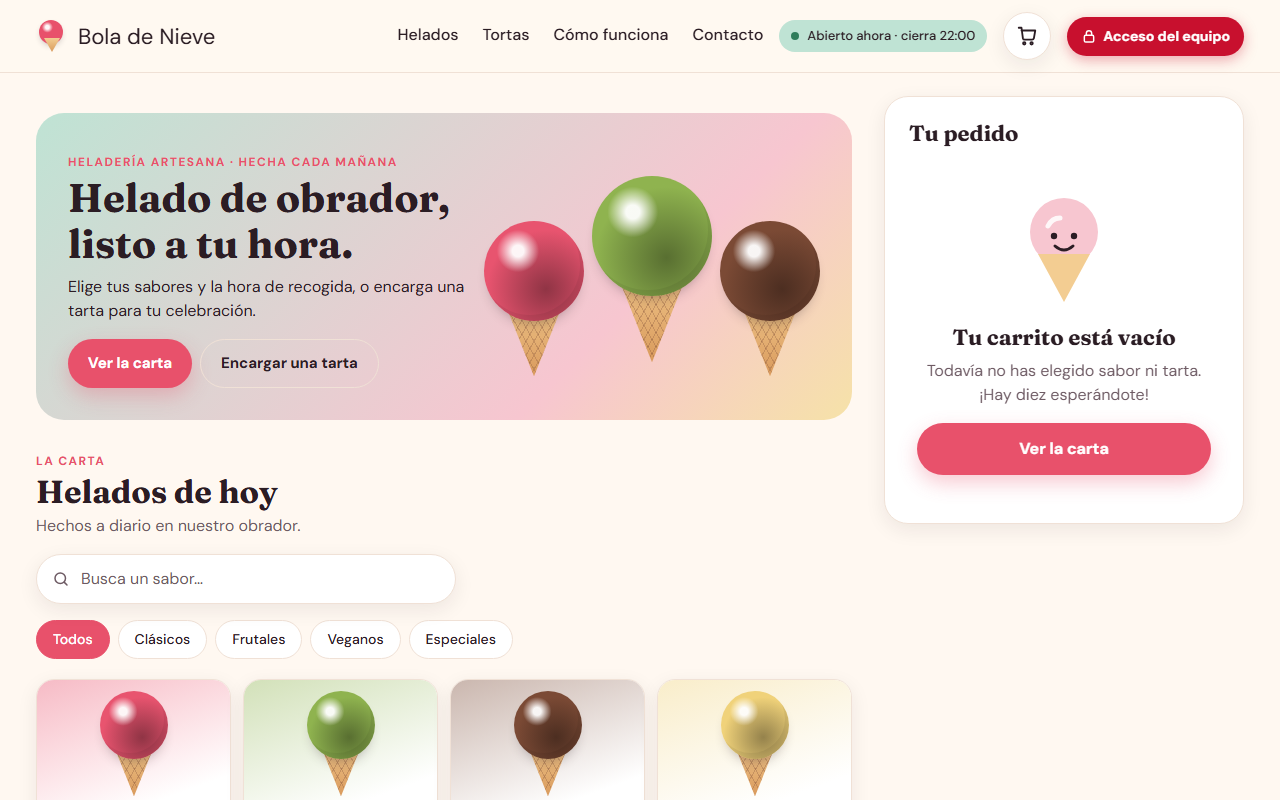 Bola de Nieve
Helados
Tortas
Cómo funciona
Contacto
Abierto ahora · cierra 22:00
Acceso del equipo
HELADERÍA ARTESANA · HECHA CADA MAÑANA
Helado de obrador,
listo a tu hora.
Elige tus sabores y la hora de recogida, o encarga una
tarta para tu celebración.
Ver la carta
Encargar una tarta
Tu pedido
Tu carrito está vacío
Todavía no has elegido sabor ni tarta.
¡Hay diez esperándote!
Ver la carta
LA CARTA
Helados de hoy
Hechos a diario en nuestro obrador.
Busca un sabor...
Todos
Clásicos
Frutales
Veganos
Especiales